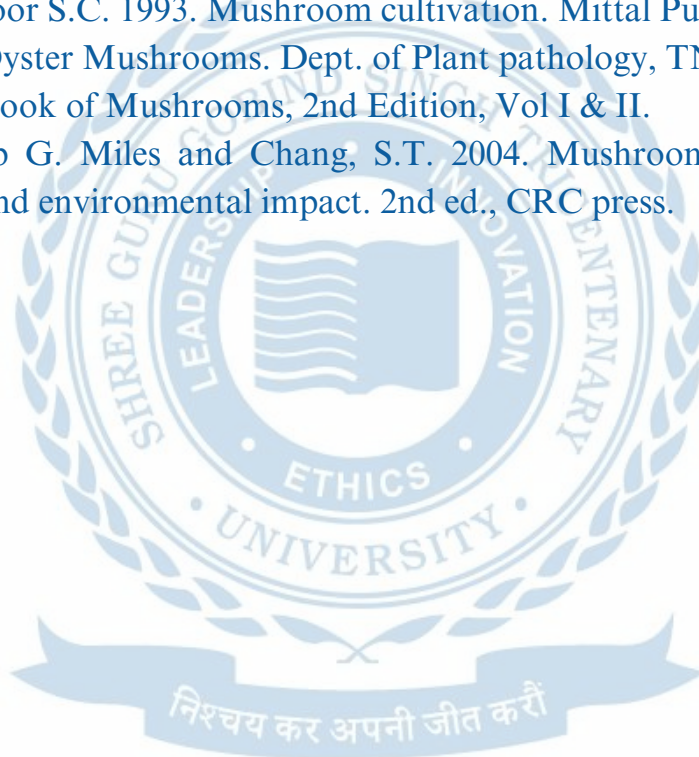 oor S.C. 1993. Mushroom cultivation. Mittal Pu
Oyster Mushrooms. Dept. of Plant pathology, TN
ook of Mushrooms, 2nd Edition, Vol I & II.
p G. Miles and Chang, S.T. 2004. Mushroom
nd environmental impact. 2nd ed., CRC press.
SHREE GURU GOBIND SINGH TRICENTENARY
LEADERSHIP • INNOVATION
• ETHICS •
• UNIVERSITY •
निश्चय कर अपनी जीत करौं